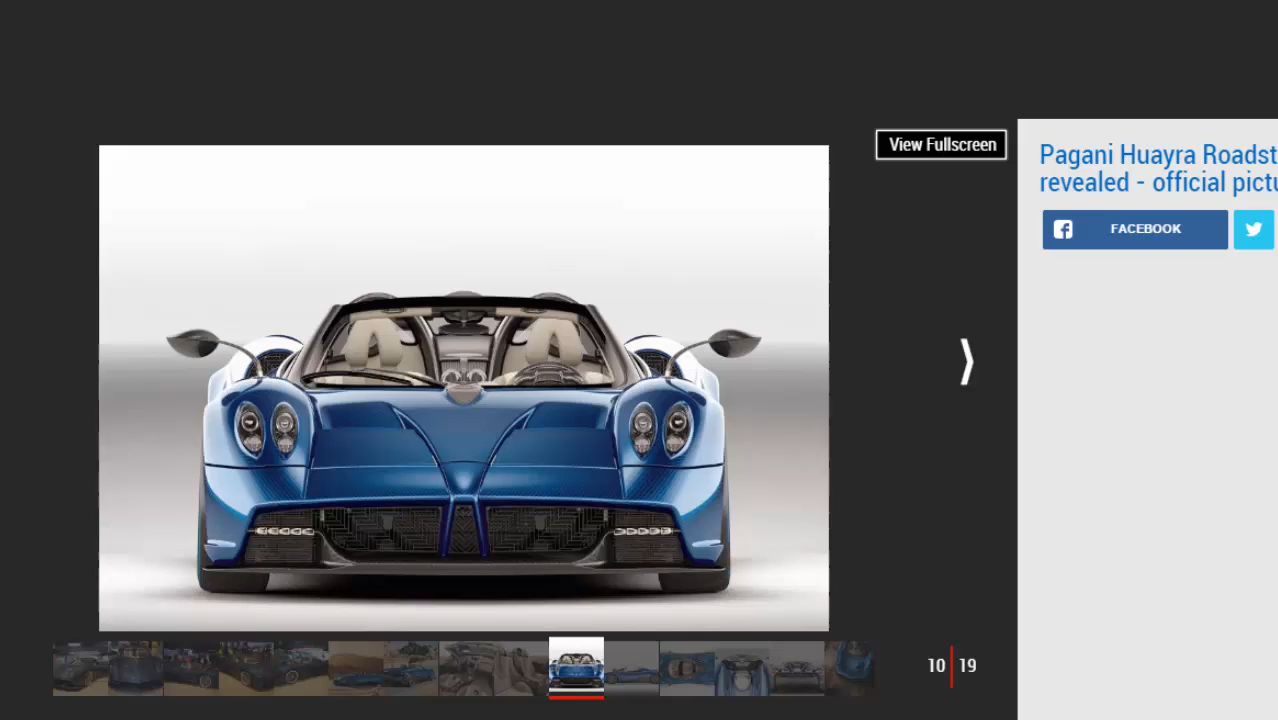 View Fullscreen
Pagani Huayra Roadst
revealed - official pictu
FACEBOOK
10 19